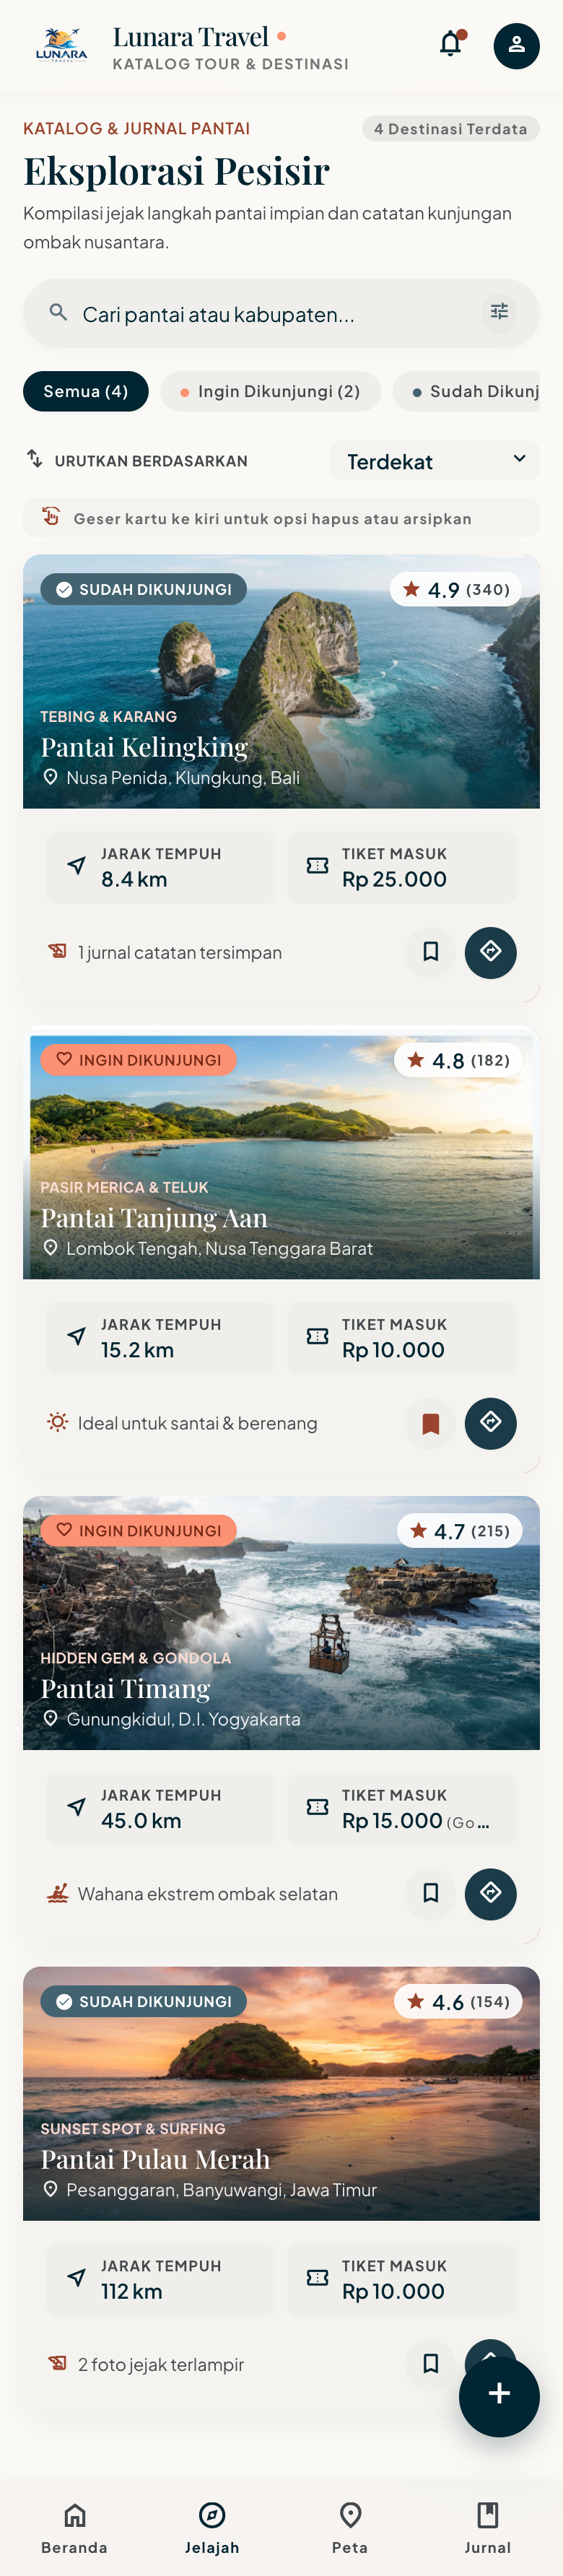 LUNARA
TRAVEL
Lunara Travel
KATALOG TOUR & DESTINASI
KATALOG & JURNAL PANTAI
4 Destinasi Terdata
Eksplorasi Pesisir
Kompilasi jejak langkah pantai impian dan catatan kunjungan
ombak nusantara.
Cari pantai atau kabupaten...
Semua (4)
Ingin Dikunjungi (2)
Sudah Dikunj
URUTKAN BERDASARKAN
Terdekat
Geser kartu ke kiri untuk opsi hapus atau arsipkan
SUDAH DIKUNJUNGI
4.9 (340)
TEBING & KARANG
Pantai Kelingking
Nusa Penida, Klungkung, Bali
JARAK TEMPUH
8.4 km
TIKET MASUK
Rp 25.000
1 jurnal catatan tersimpan
INGIN DIKUNJUNGI
4.8 (182)
PASIR MERICA & TELUK
Pantai Tanjung Aan
Lombok Tengah, Nusa Tenggara Barat
JARAK TEMPUH
15.2 km
TIKET MASUK
Rp 10.000
Ideal untuk santai & berenang
INGIN DIKUNJUNGI
4.7 (215)
HIDDEN GEM & GONDOLA
Pantai Timang
Gunungkidul, D.I. Yogyakarta
JARAK TEMPUH
45.0 km
TIKET MASUK
Rp 15.000 (Go...
Wahana ekstrem ombak selatan
SUDAH DIKUNJUNGI
4.6 (154)
SUNSET SPOT & SURFING
Pantai Pulau Merah
Pesanggaran, Banyuwangi, Jawa Timur
JARAK TEMPUH
112 km
TIKET MASUK
Rp 10.000
2 foto jejak terlampir
Beranda
Jelajah
Peta
Jurnal